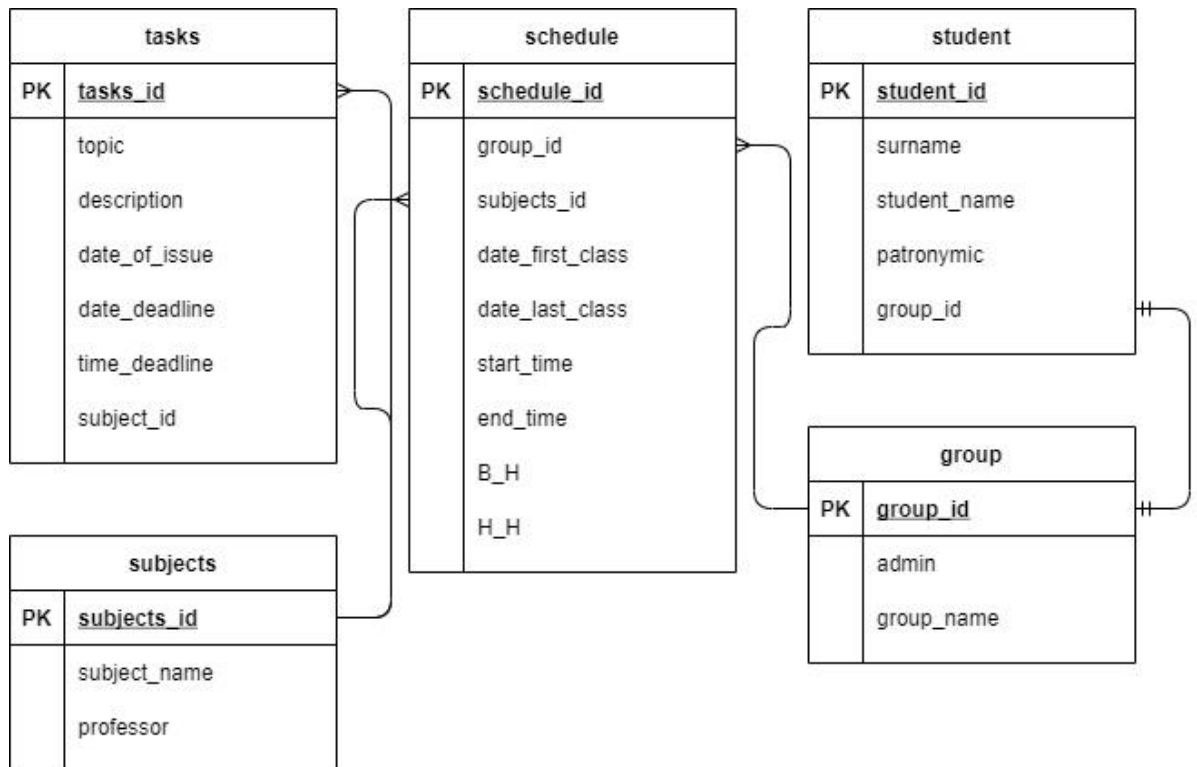 tasks
PK tasks_id
topic
description
date_of_issue
date_deadline
time_deadline
subject_id
schedule
PK schedule_id
group_id
subjects_id
date_first_class
date_last_class
start_time
end_time
B_H
H_H
student
PK student_id
surname
student_name
patronymic
group_id
group
PK group_id
admin
group_name
subjects
PK subjects_id
subject_name
professor